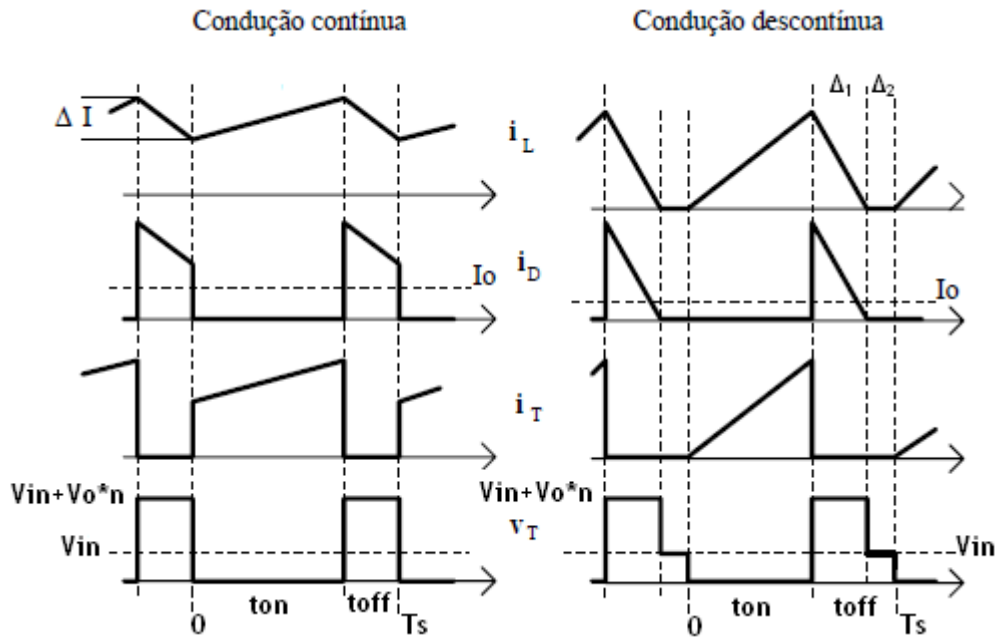 Condução contínua
Condução descontínua
Δ I
Δ₁ Δ₂
i L
Io
i D
Io
i T
Vin+Vo*n
Vin+Vo*n
v T
Vin
Vin
ton toff
ton toff
0 Ts
0 Ts